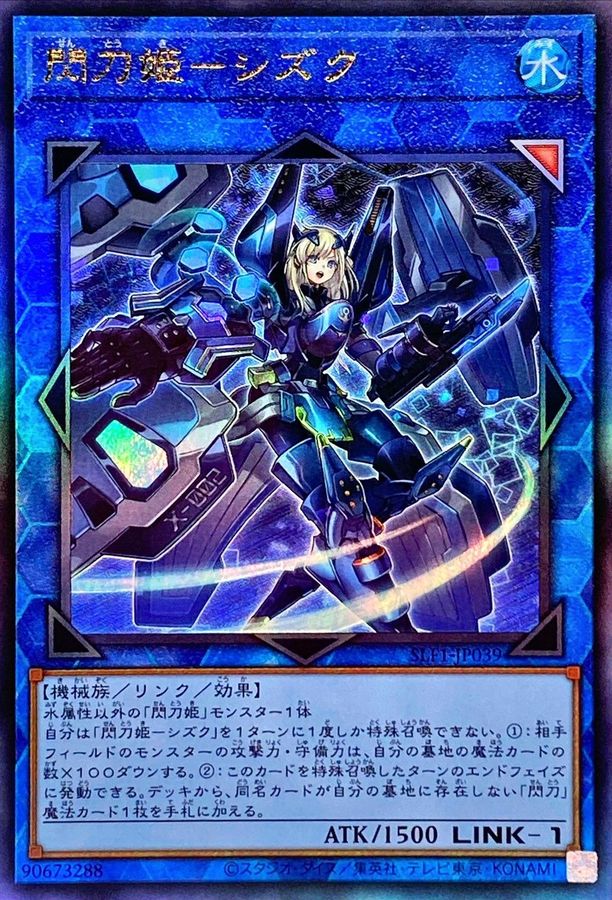 閃刀姫－シズク
水
X-002
SLF1-JP039
【機械族／リンク／効果】
水属性以外の「閃刀姫」モンスター1体
自分は「閃刀姫－シズク」を1ターンに1度しか特殊召喚できない。①：相手
フィールドのモンスターの攻撃力・守備力は、自分の墓地の魔法カードの
数×100ダウンする。②：このカードを特殊召喚したターンのエンドフェイズ
に発動できる。デッキから、同名カードが自分の墓地に存在しない「閃刀」
魔法カード1枚を手札に加える。
ATK/1500 LINK-1
90673288 ©スタジオ・ダイス／集英社・テレビ東京・KONAMI